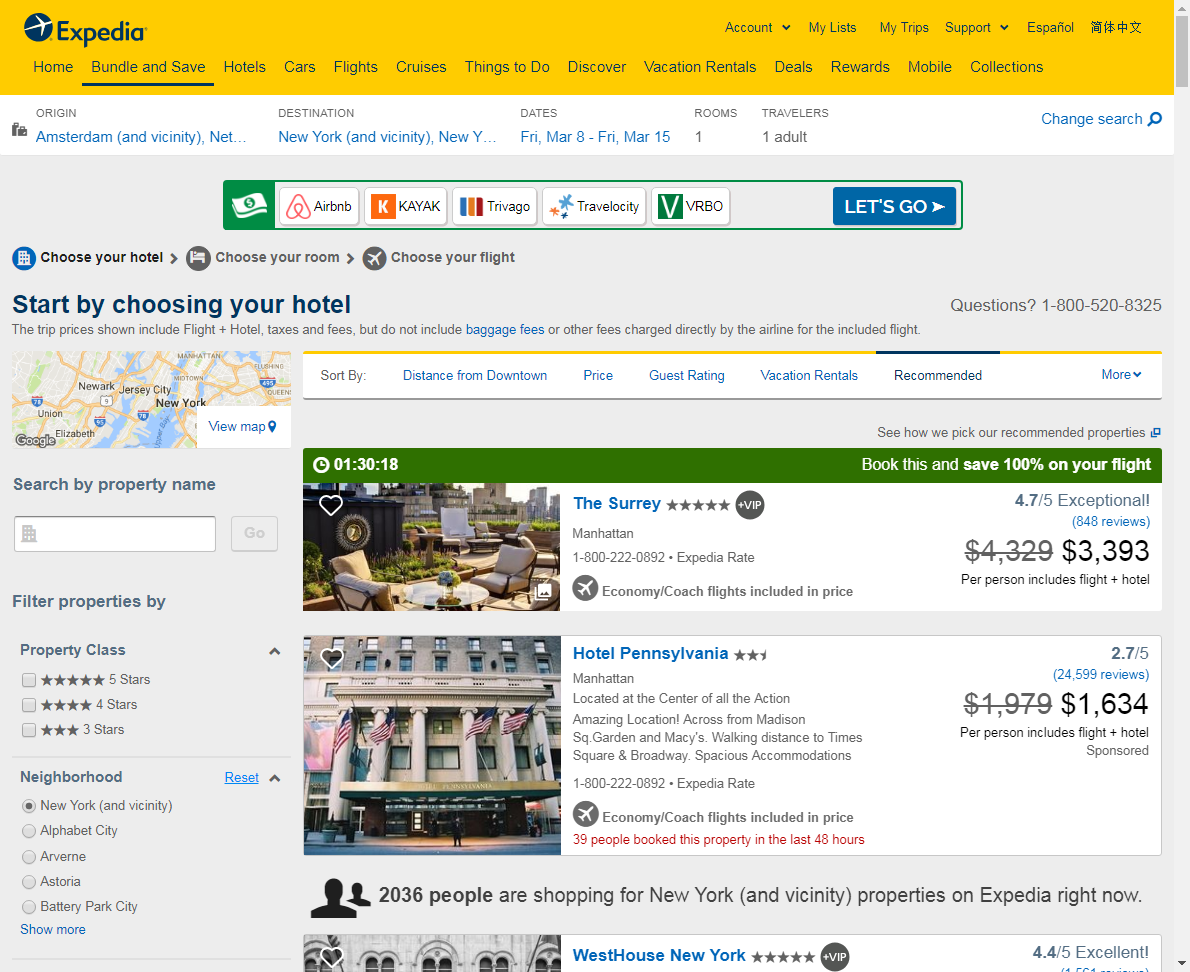 Expedia
Account My Lists My Trips Support Español 简体中文
Home Bundle and Save Hotels Cars Flights Cruises Things to Do Discover Vacation Rentals Deals Rewards Mobile Collections
ORIGIN DESTINATION DATES ROOMS TRAVELERS
Amsterdam (and vicinity), Net... New York (and vicinity), New Y... Fri, Mar 8 - Fri, Mar 15 1 1 adult
Change search
Airbnb KAYAK Trivago Travelocity VRBO LET'S GO ➤
Choose your hotel Choose your room Choose your flight
Start by choosing your hotel
Questions? 1-800-520-8325
The trip prices shown include Flight + Hotel, taxes and fees, but do not include baggage fees or other fees charged directly by the airline for the included flight.
MANHATTAN
FLUSHING
MIDTOWN
Newark
Jersey City
495
QUEENS
9
78
New York
Union
78
95
Elizabeth
Upper Bay
Google
View map
Sort By: Distance from Downtown Price Guest Rating Vacation Rentals Recommended More
See how we pick our recommended properties
Search by property name
Go
Filter properties by
Property Class
★★★★★ 5 Stars
★★★★ 4 Stars
★★★ 3 Stars
Neighborhood Reset
New York (and vicinity)
Alphabet City
Arverne
Astoria
Battery Park City
Show more
01:30:18 Book this and save 100% on your flight
The Surrey ★★★★★ +VIP
Manhattan
1-800-222-0892 • Expedia Rate
Economy/Coach flights included in price
4.7/5 Exceptional!
(848 reviews)
$4,329 $3,393
Per person includes flight + hotel
Hotel Pennsylvania
Manhattan
Located at the Center of all the Action
Amazing Location! Across from Madison
Sq.Garden and Macy's. Walking distance to Times
Square & Broadway. Spacious Accommodations
1-800-222-0892 • Expedia Rate
Economy/Coach flights included in price
39 people booked this property in the last 48 hours
2.7/5
(24,599 reviews)
$1,979 $1,634
Per person includes flight + hotel
Sponsored
2036 people are shopping for New York (and vicinity) properties on Expedia right now.
WestHouse New York ★★★★★ +VIP
4.4/5 Excellent!
(1,561 reviews)